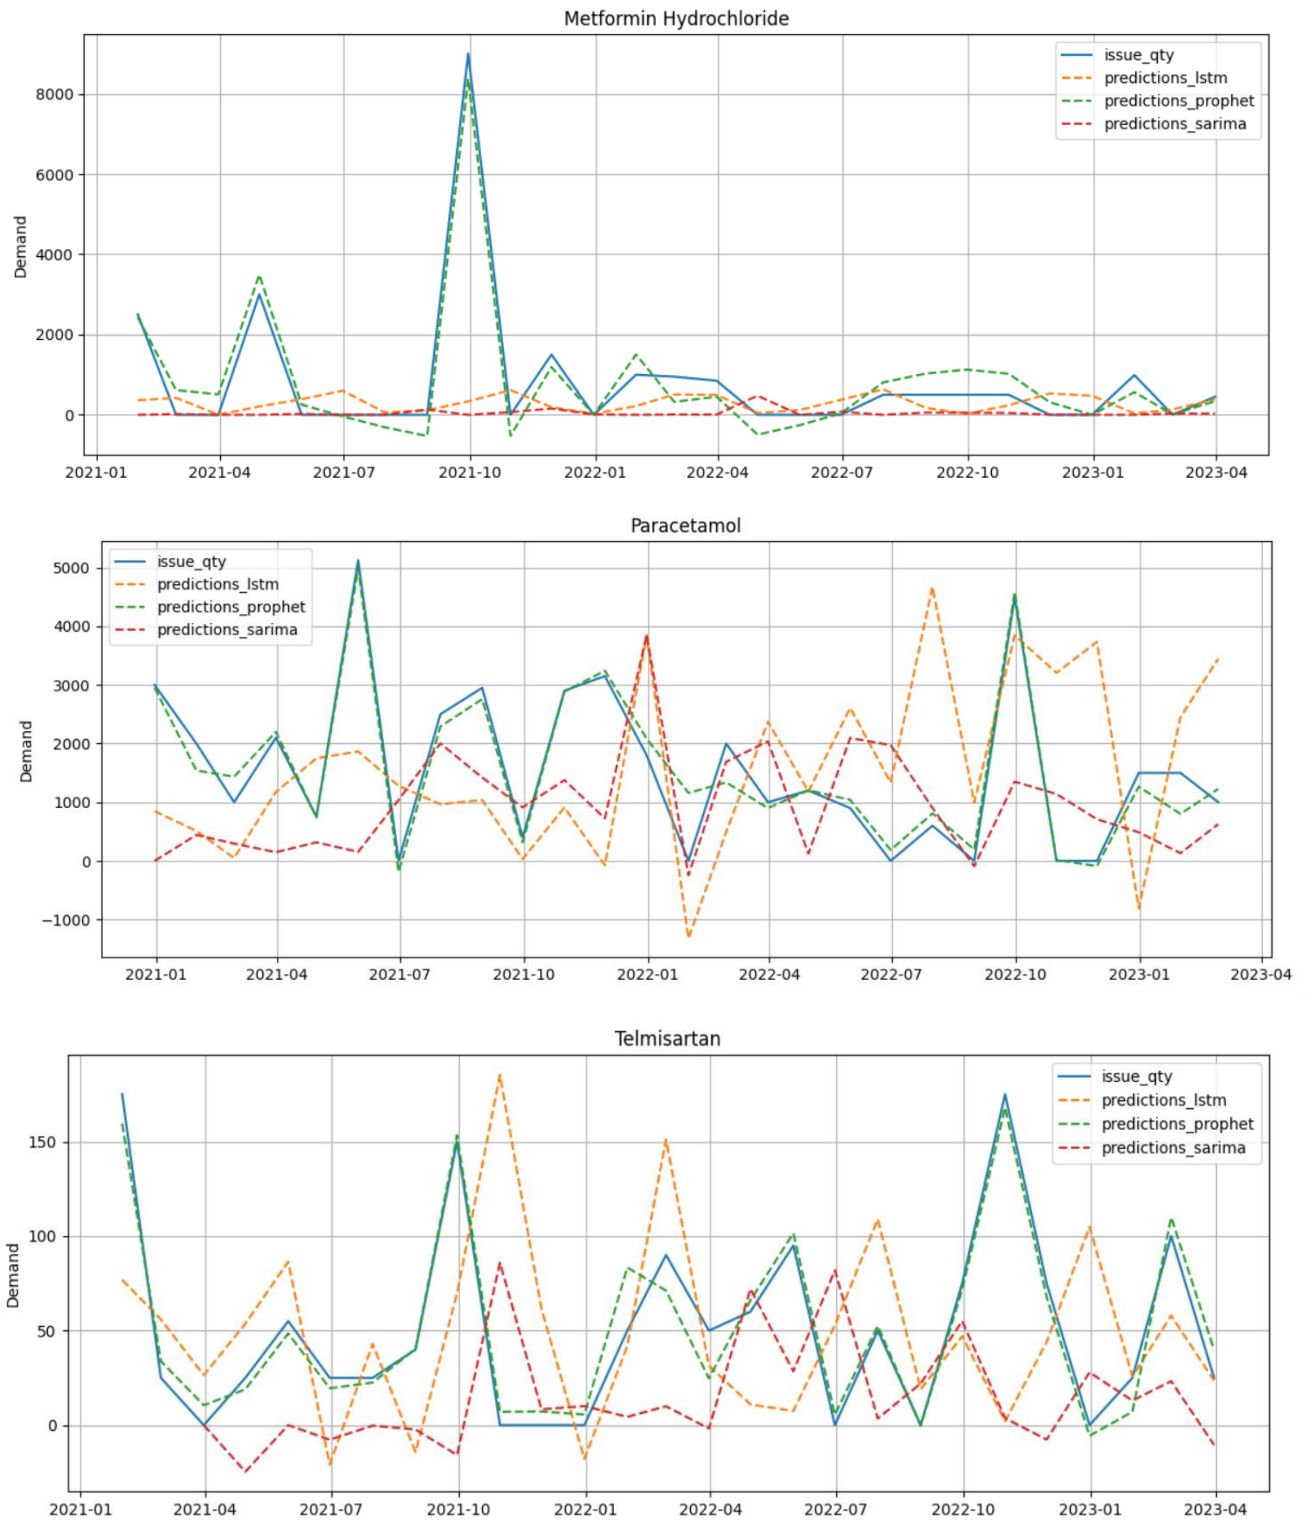 Metformin Hydrochloride
issue_qty
predictions_lstm
predictions_prophet
predictions_sarima
8000
6000
4000
2000
0
Demand
2021-01 2021-04 2021-07 2021-10 2022-01 2022-04 2022-07 2022-10 2023-01 2023-04
Paracetamol
issue_qty
predictions_lstm
predictions_prophet
predictions_sarima
5000
4000
3000
2000
1000
0
−1000
Demand
2021-01 2021-04 2021-07 2021-10 2022-01 2022-04 2022-07 2022-10 2023-01 2023-04
Telmisartan
issue_qty
predictions_lstm
predictions_prophet
predictions_sarima
150
100
50
0
Demand
2021-01 2021-04 2021-07 2021-10 2022-01 2022-04 2022-07 2022-10 2023-01 2023-04